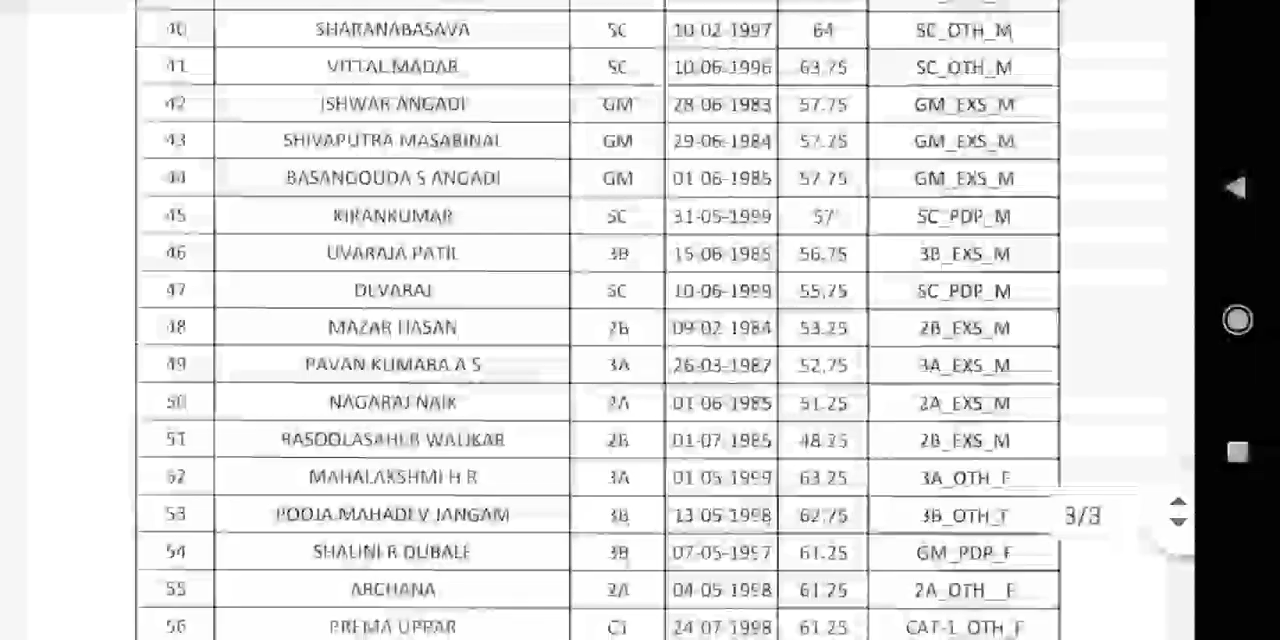 40 SHARANABASAVA SC 10-02-1997 64 SC_OTH_M
41 VITTAL MADAR SC 10.06-1996 63.75 SC_OTH_M
42 ISHWAR ANGADI GM 28-06-1983 57.75 GM_EXS_M
43 SHIVAPUTRA MASABINAL GM 29-06-1984 57.75 GM_EXS_M
44 BASANGOUDA S ANGADI GM 01-06-1985 57.75 GM_EXS_M
45 KIRANKUMAR SC 31-05-1999 57 SC_PDP_M
46 UVARAJA PATIL 3B 15-06-1985 56.75 3B_EXS_M
47 DEVARAJ SC 10-06-1999 55.75 SC_PDP_M
48 MAZAR HASAN 2B 09-02-1984 53.25 2B_EXS_M
49 PAVAN KUMARA A S 3A 26-03-1987 52.75 3A_EXS_M
50 NAGARAJ NAIK 2A 01-06-1985 51.25 2A_EXS_M
51 RASOOLASAHEB WALIKAR 2B 01-07-1985 48.25 2B_EXS_M
52 MAHALAKSHMI H R 3A 01-05-1999 63.25 3A_OTH_F
53 POOJA MAHADEV JANGAM 3B 13-05-1998 62.75 3B_OTH_F
3/3
54 SHALINI R DUBALE 3B 07-05-1997 61.25 GM_PDP_F
55 ARCHANA 2A 04-05-1998 61.25 2A_OTH__F
56 PREMA UPPAR C1 24-07-1998 61.25 CAT-1_OTH_F